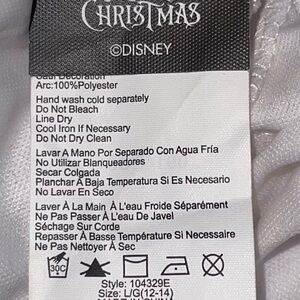 CHRISTMAS
©DISNEY
Arc:100%Polyester
Hand wash cold separately
Do Not Bleach
Line Dry
Cool Iron If Necessary
Do Not Dry Clean
Lavar A Mano Por Separado Con Agua Fría
No Utilizar Blanqueadores
Secar Colgada
Planchar Á Baja Temperatura Si Es Necesario
No Lavar En Seco
Laver À La Main À L'eau Froide Séparément
Ne Pas Passer À L'eau De Javel
Séchage Sur Corde
Repasser À Basse Température Si Nécessaire
Ne Pas Nettoyer À Sec
30C
Style: 104329E
Size: L/G(12-14)